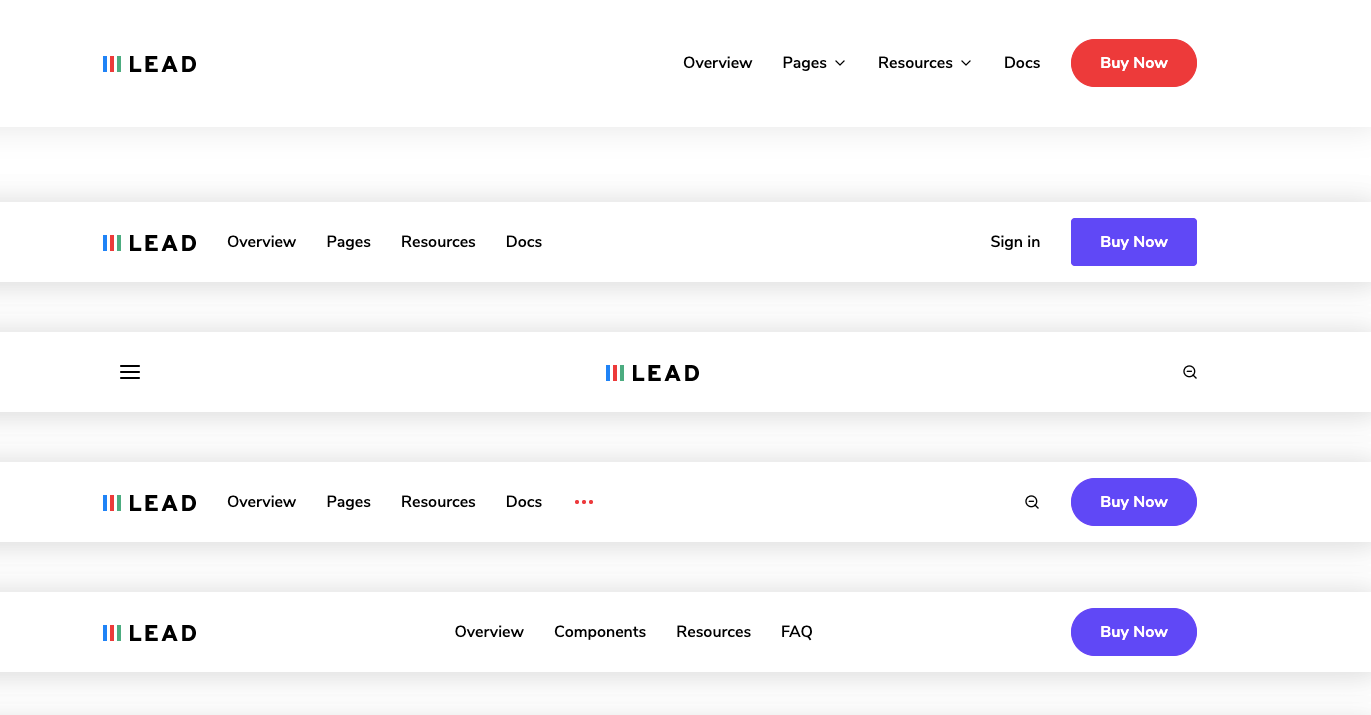 LEAD Overview Pages Resources Docs Buy Now
LEAD Overview Pages Resources Docs Sign in Buy Now
LEAD
LEAD Overview Pages Resources Docs Buy Now
LEAD Overview Components Resources FAQ Buy Now